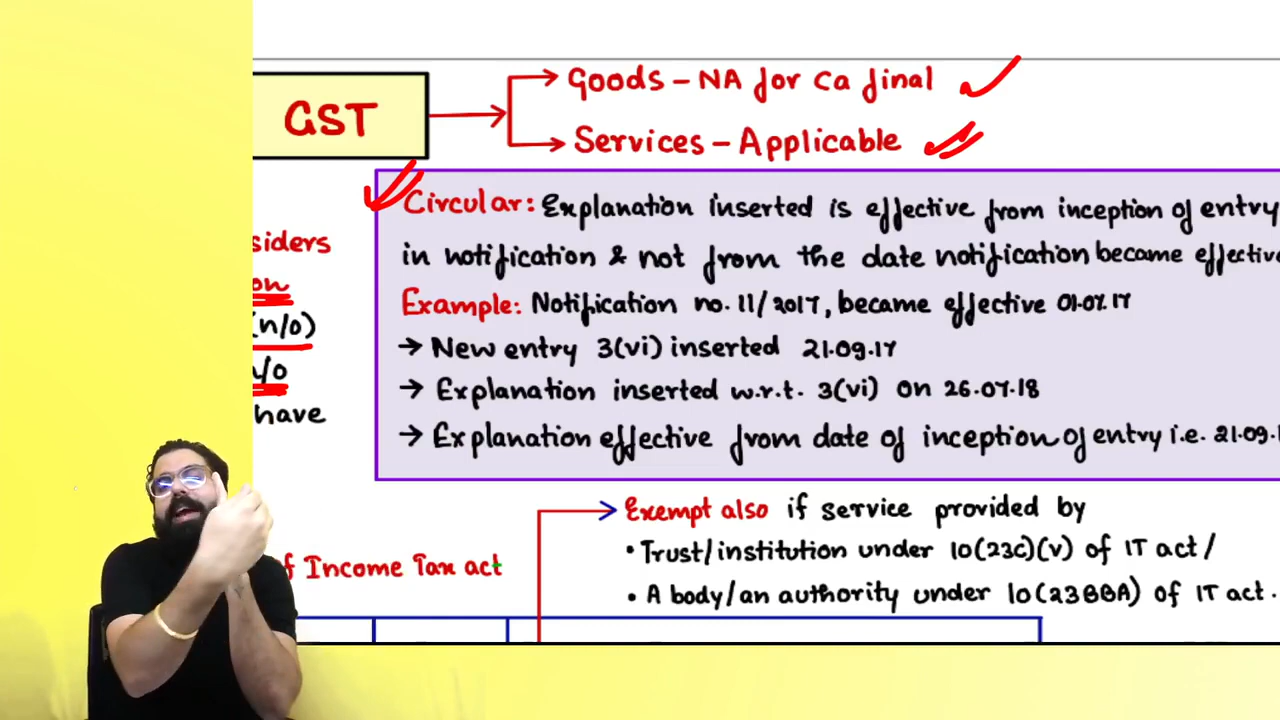 GST
Goods - NA for Ca final
Services - Applicable
Circular: Explanation inserted is effective from inception of entry
in notification & not from the date notification became effective
Example: Notification no. 11/2017, became effective 01.07.17
→ New entry 3(vi) inserted 21.09.17
→ Explanation inserted w.r.t. 3(vi) on 26.07.18
→ Explanation effective from date of inception of entry i.e. 21.09.1
siders
on
(n/o)
/o
have
Exempt also if service provided by
• Trust/institution under 10(23C)(v) of IT act /
• A body/an authority under 10(23BBA) of IT act.
f Income Tax act